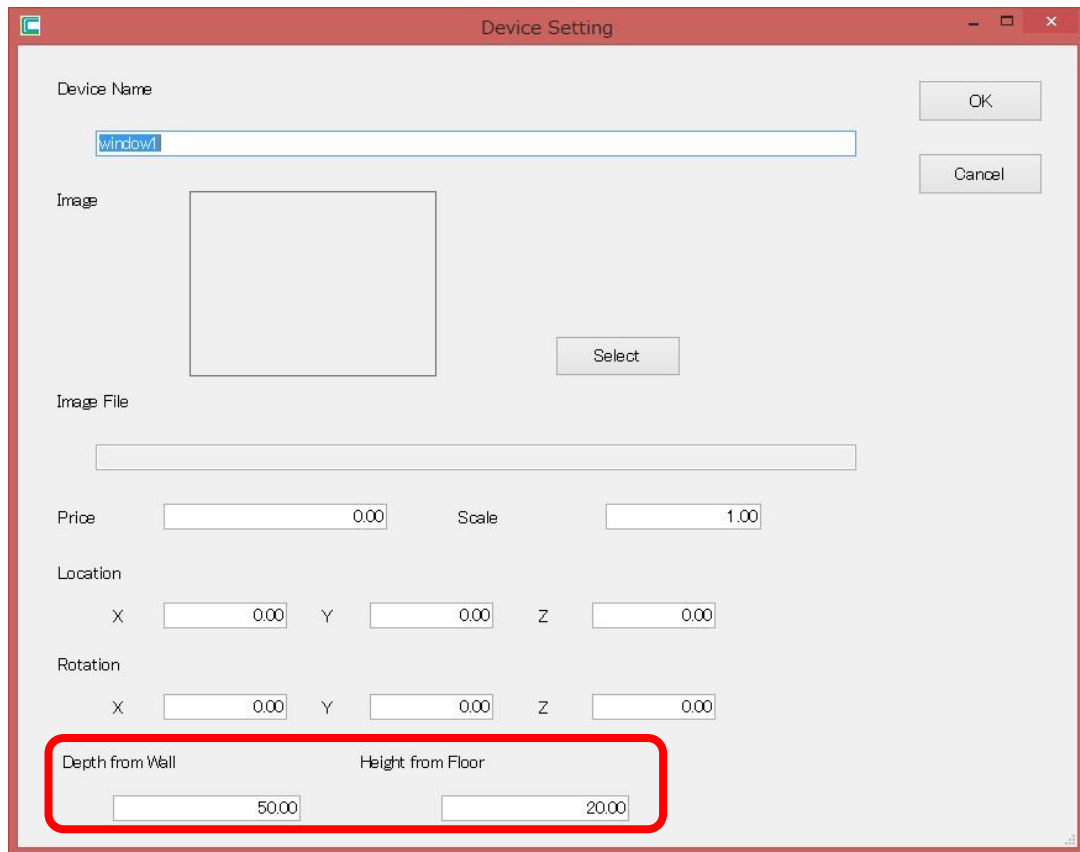 Device Setting
Device Name
OK
window1
Cancel
Image
Select
Image File
Price 0.00 Scale 1.00
Location
X 0.00 Y 0.00 Z 0.00
Rotation
X 0.00 Y 0.00 Z 0.00
Depth from Wall Height from Floor
50.00 20.00